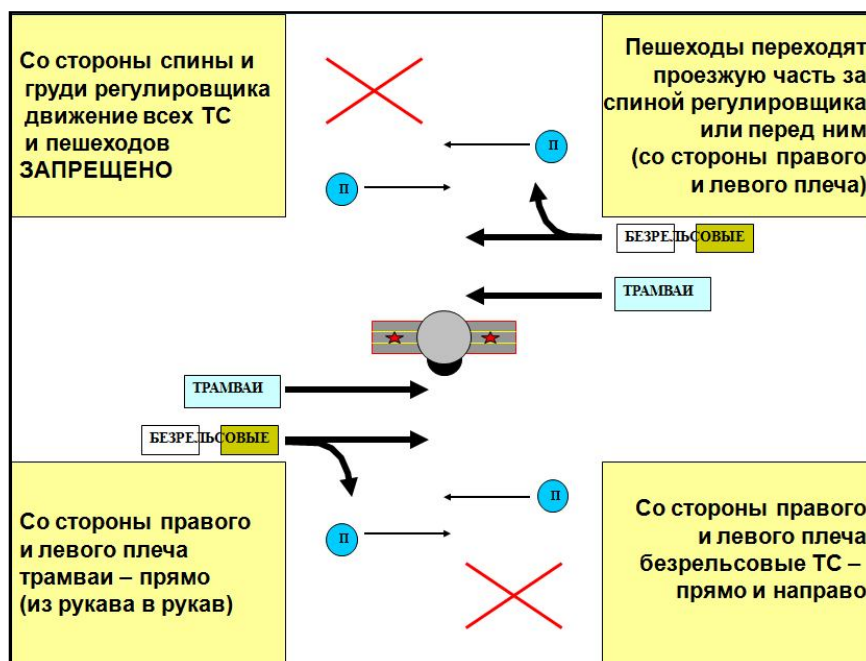 Со стороны спины и
груди регулировщика
движение всех ТС
и пешеходов
ЗАПРЕЩЕНО
Пешеходы переходят
проезжую часть за
спиной регулировщика
или перед ним
(со стороны правого
и левого плеча)
П
П
БЕЗРЕЛЬСОВЫЕ
ТРАМВАИ
ТРАМВАИ
БЕЗРЕЛЬСОВЫЕ
П
П
Со стороны правого
и левого плеча
трамваи – прямо
(из рукава в рукав)
Со стороны правого
и левого плеча
безрельсовые ТС –
прямо и направо